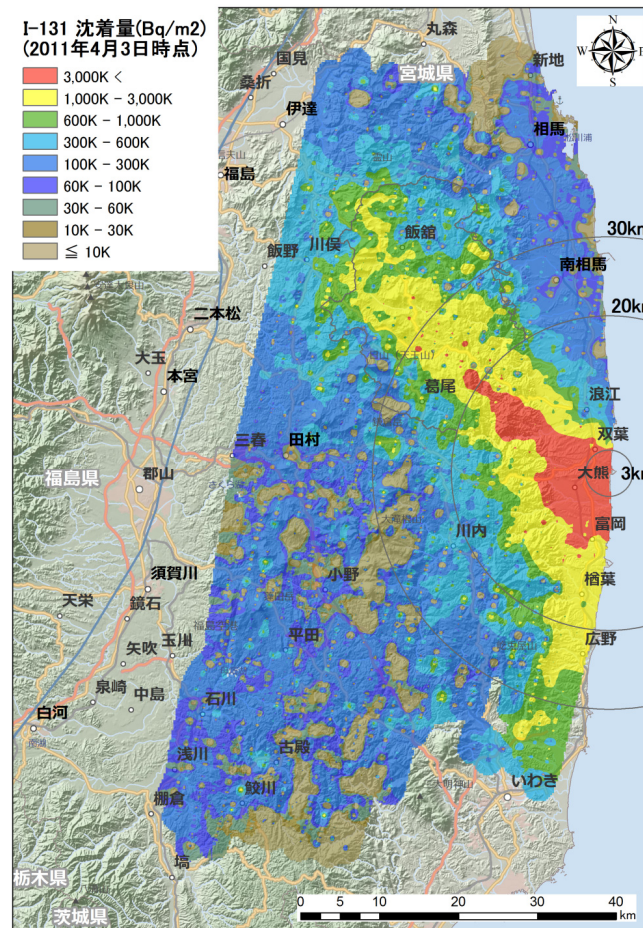 I-131 沈着量(Bq/m2)
(2011年4月3日時点)
3,000K <
1,000K - 3,000K
600K - 1,000K
300K - 600K
100K - 300K
60K - 100K
30K - 60K
10K - 30K
≦ 10K
N
W
E
S
丸森
国見
宮城県
新地
桑折
伊達
相馬
福島
30km
飯舘
川俣
飯野
南相馬
20km
二本松
大玉
本宮
葛尾
浪江
双葉
三春
田村
大熊
3km
福島県
郡山
富岡
川内
須賀川
小野
楢葉
天栄
鏡石
平田
広野
矢吹
玉川
泉崎
中島
石川
白河
浅川
古殿
いわき
棚倉
鮫川
塙
栃木県
茨城県
0
10
20
30
40
km